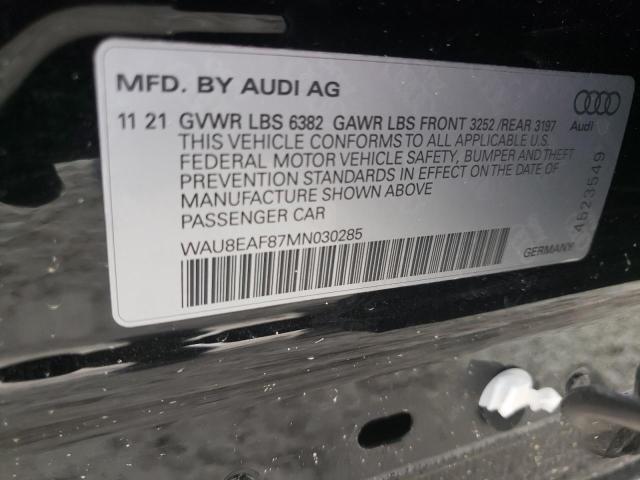 MFD. BY AUDI AG
11 21 GVWR LBS 6382 GAWR LBS FRONT 3252 /REAR 3197
THIS VEHICLE CONFORMS TO ALL APPLICABLE U.S.
FEDERAL MOTOR VEHICLE SAFETY, BUMPER AND THEFT
PREVENTION STANDARDS IN EFFECT ON THE DATE OF
MANUFACTURE SHOWN ABOVE
PASSENGER CAR
WAU8EAF87MN030285
GERMANY
Audi
4523549